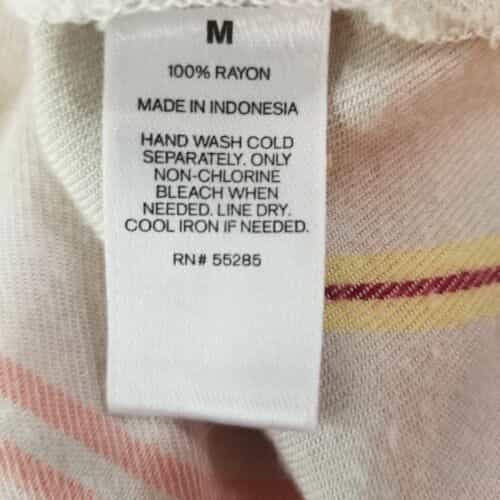 M
100% RAYON
MADE IN INDONESIA
HAND WASH COLD
SEPARATELY. ONLY
NON-CHLORINE
BLEACH WHEN
NEEDED. LINE DRY.
COOL IRON IF NEEDED.
RN# 55285